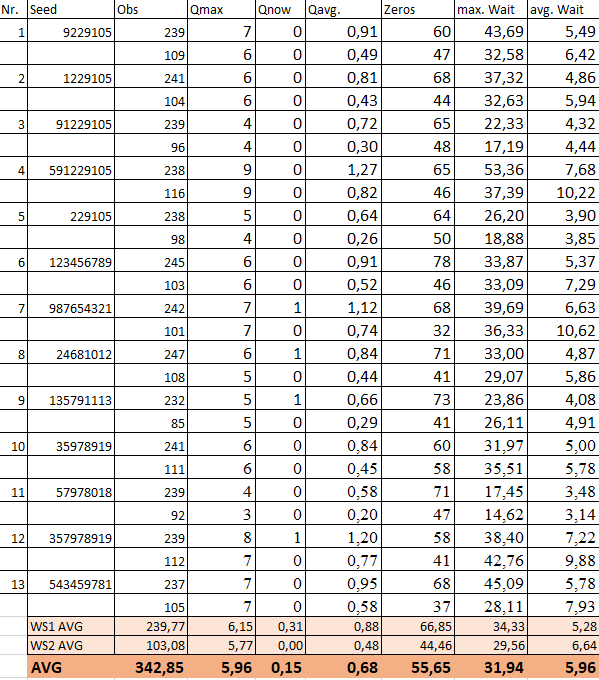 Nr. Seed Obs Qmax Qnow Qavg. Zeros max. Wait avg. Wait
1 9229105 239 7 0 0,91 60 43,69 5,49
109 6 0 0,49 47 32,58 6,42
2 1229105 241 6 0 0,81 68 37,32 4,86
104 6 0 0,43 44 32,63 5,94
3 91229105 239 4 0 0,72 65 22,33 4,32
96 4 0 0,30 48 17,19 4,44
4 591229105 238 9 0 1,27 65 53,36 7,68
116 9 0 0,82 46 37,39 10,22
5 229105 238 5 0 0,64 64 26,20 3,90
98 4 0 0,26 50 18,88 3,85
6 123456789 245 6 0 0,91 78 33,87 5,37
103 6 0 0,52 46 33,09 7,29
7 987654321 242 7 1 1,12 68 39,69 6,63
101 7 0 0,74 32 36,33 10,62
8 24681012 247 6 1 0,84 71 33,00 4,87
108 5 0 0,44 41 29,07 5,86
9 135791113 232 5 1 0,66 73 23,86 4,08
85 5 0 0,29 41 26,11 4,91
10 35978919 241 6 0 0,84 60 31,97 5,00
111 6 0 0,45 58 35,51 5,78
11 57978018 239 4 0 0,58 71 17,45 3,48
92 3 0 0,20 47 14,62 3,14
12 357978919 239 8 1 1,20 58 38,40 7,22
112 7 0 0,77 41 42,76 9,88
13 543459781 237 7 0 0,95 68 45,09 5,78
105 7 0 0,58 37 28,11 7,93
WS1 AVG 239,77 6,15 0,31 0,88 66,85 34,33 5,28
WS2 AVG 103,08 5,77 0,00 0,48 44,46 29,56 6,64
AVG 342,85 5,96 0,15 0,68 55,65 31,94 5,96